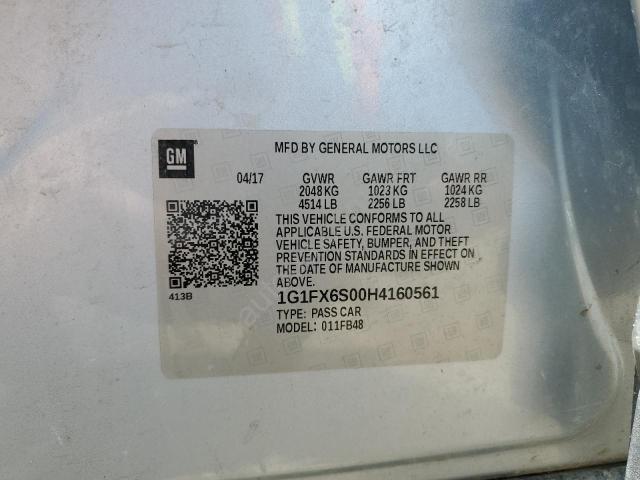 GM
MFD BY GENERAL MOTORS LLC
04/17 GVWR GAWR FRT GAWR RR
2048 KG 1023 KG 1024 KG
4514 LB 2256 LB 2258 LB
THIS VEHICLE CONFORMS TO ALL
APPLICABLE U.S. FEDERAL MOTOR
VEHICLE SAFETY, BUMPER, AND THEFT
PREVENTION STANDARDS IN EFFECT ON
THE DATE OF MANUFACTURE SHOWN
ABOVE.
413B
1G1FX6S00H4160561
TYPE: PASS CAR
MODEL: 011FB48